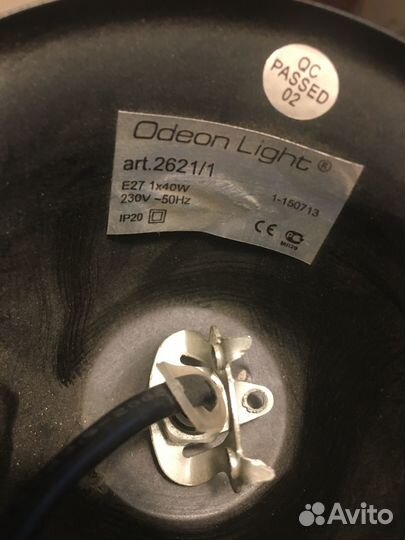 QC
PASSED
02
Odeon Light ®
art.2621/1
E27 1x40W
230V ~50Hz
IP20
1-150713
CE
Avito